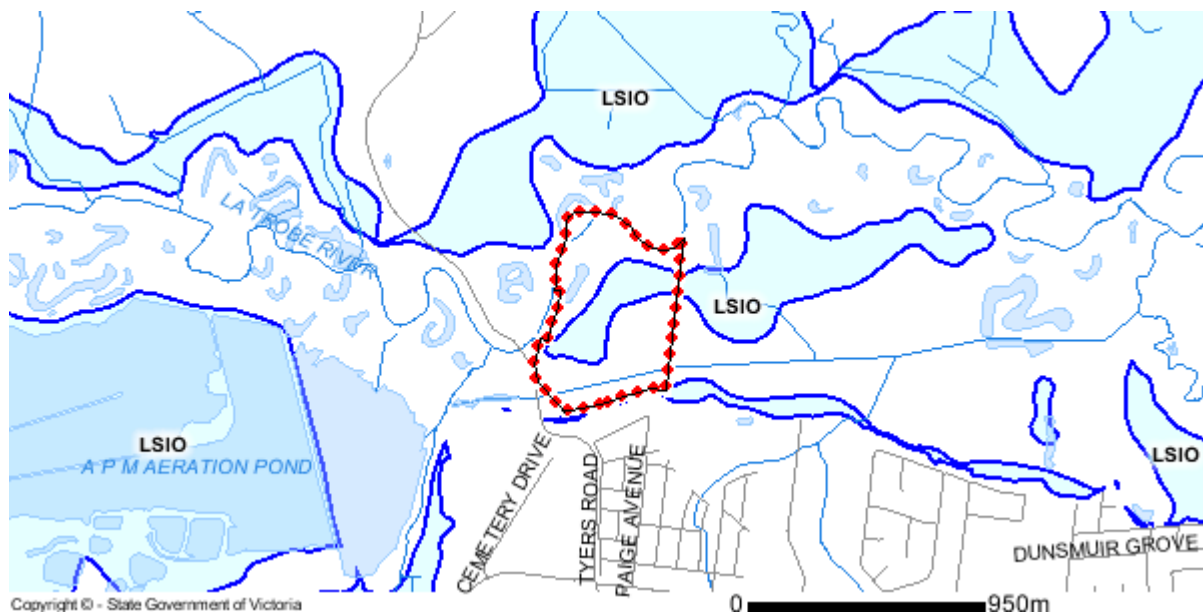 LSIO
LA TROBE RIVER
LSIO
LSIO
A P M AERATION POND
LSIO
CEMETERY DRIVE
TYERS ROAD
PAIGE AVENUE
DUNSMUIR GROVE
Copyright © - State Government of Victoria
0 950m